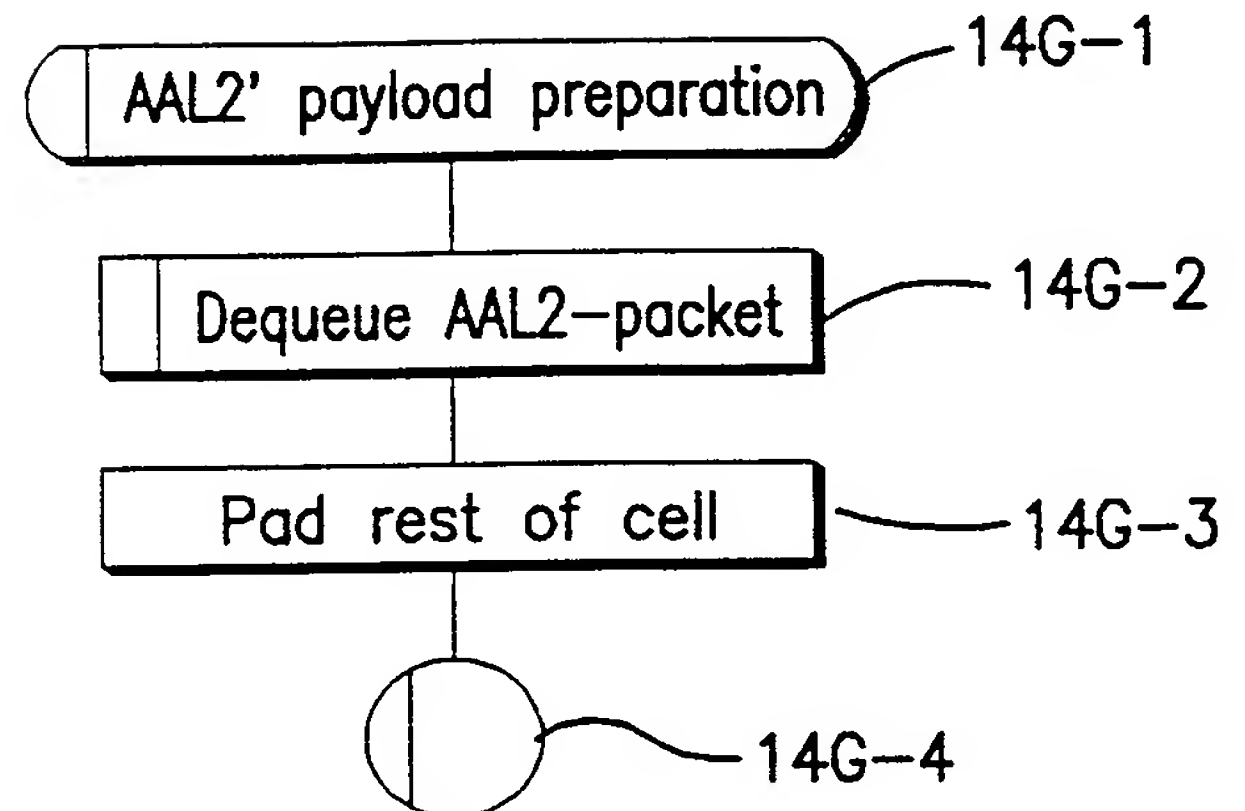 14G-1
AAL2' payload preparation
14G-2
Dequeue AAL2-packet
Pad rest of cell
14G-3
14G-4